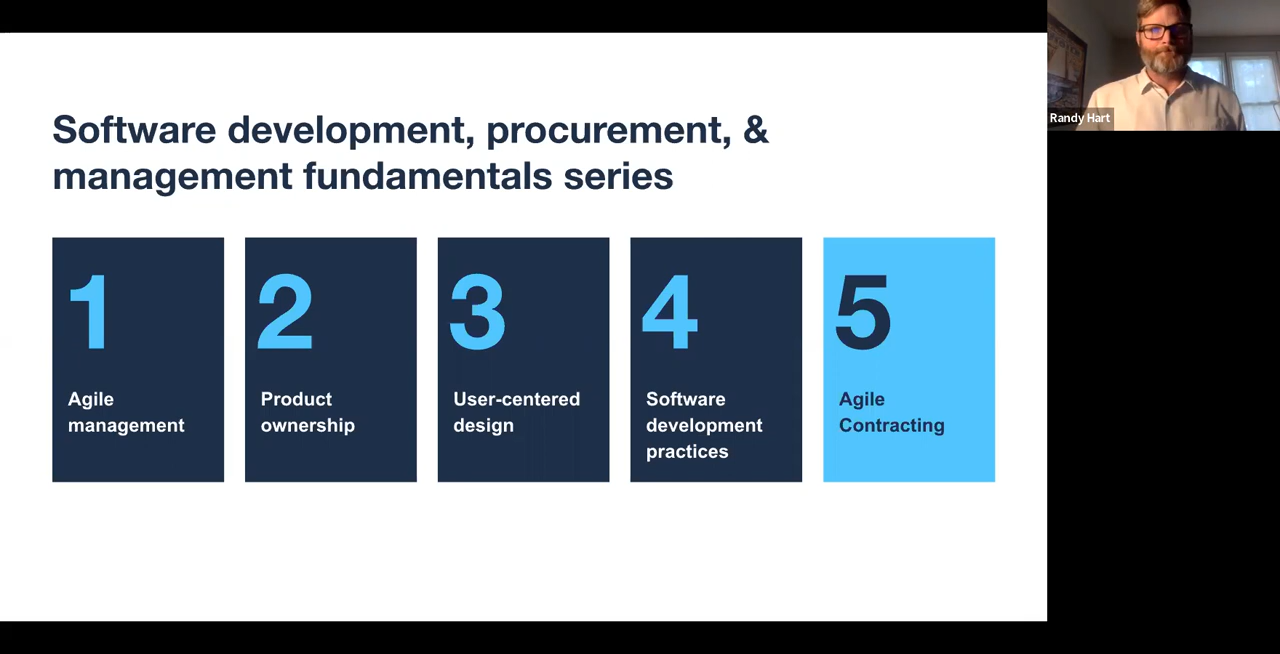 Software development, procurement, &
management fundamentals series
1
Agile
management
2
Product
ownership
3
User-centered
design
4
Software
development
practices
5
Agile
Contracting
Randy Hart